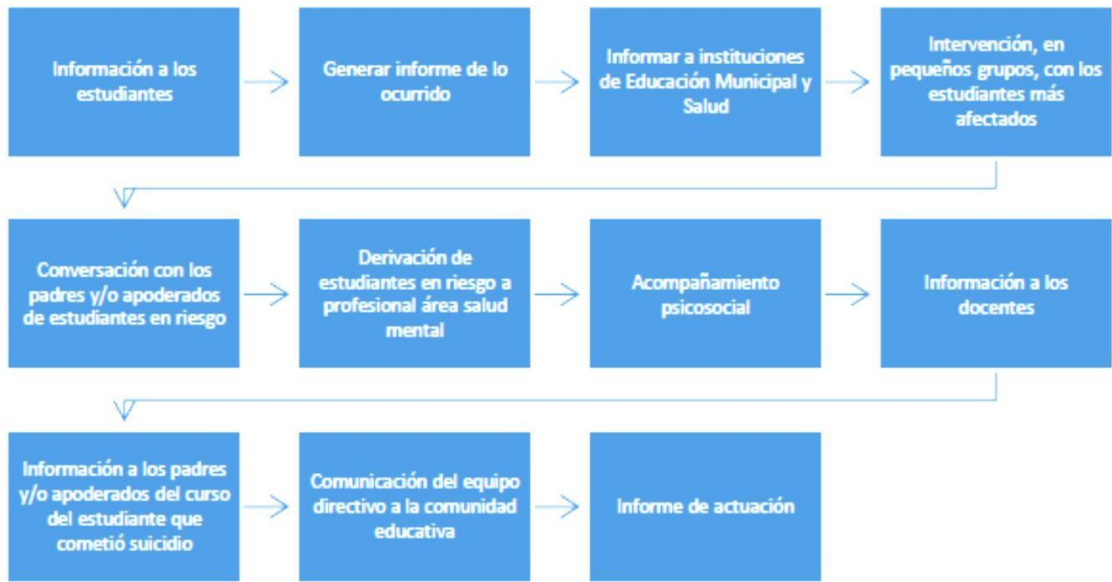 Información a los
estudiantes
Generar informe de lo
ocurrido
Informar a instituciones
de Educación Municipal y
Salud
Intervención, en
pequeños grupos, con los
estudiantes más
afectados
Conversación con los
padres y/o apoderados
de estudiantes en riesgo
Derivación de
estudiantes en riesgo a
profesional área salud
mental
Acompañamiento
psicosocial
Información a los
docentes
Información a los padres
y/o apoderados del curso
del estudiante que
cometió suicidio
Comunicación del equipo
directivo a la comunidad
educativa
Informe de actuación